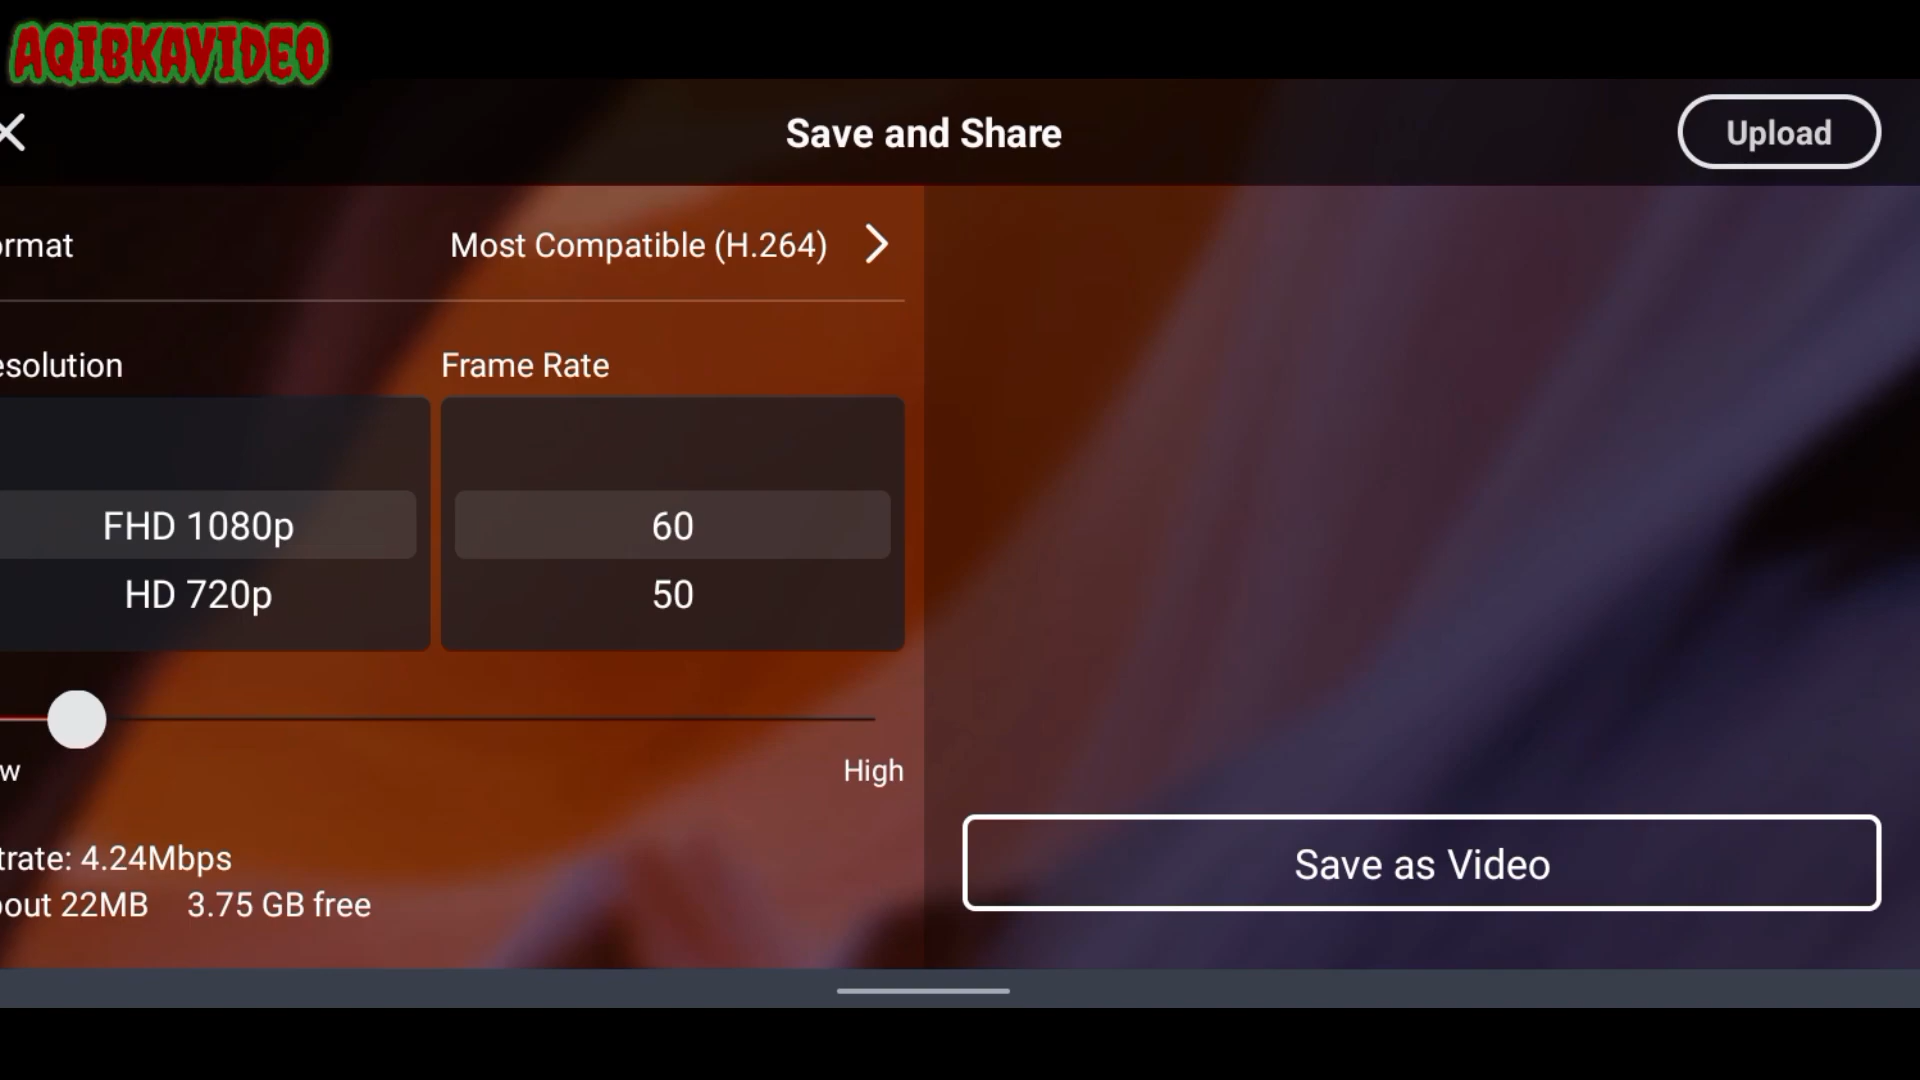 AQIBKAVIDEO
Save and Share
Upload
ormat
Most Compatible (H.264)
esolution
Frame Rate
FHD 1080p
60
HD 720p
50
w
High
trate: 4.24Mbps
out 22MB 3.75 GB free
Save as Video